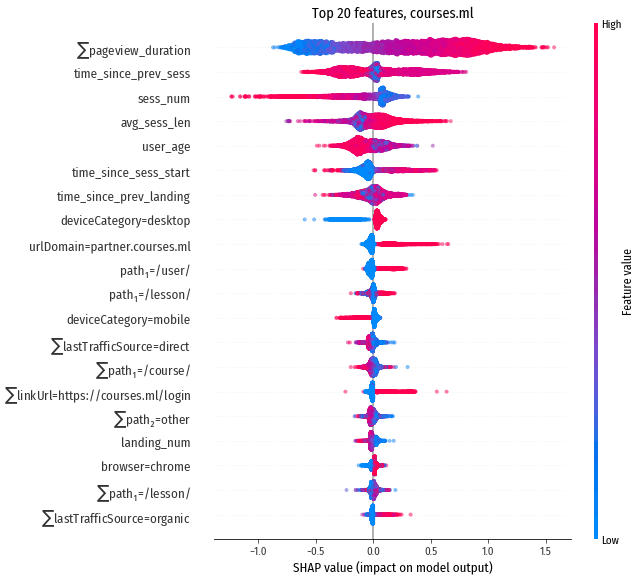 Top 20 features, courses.ml
High
∑pageview_duration
time_since_prev_sess
sess_num
avg_sess_len
user_age
time_since_sess_start
time_since_prev_landing
deviceCategory=desktop
urlDomain=partner.courses.ml
path₁=/user/
path₁=/lesson/
deviceCategory=mobile
∑lastTrafficSource=direct
∑path₁=/course/
∑linkUrl=https://courses.ml/login
∑path₂=other
landing_num
browser=chrome
∑path₁=/lesson/
∑lastTrafficSource=organic
Feature value
Low
−1.0 −0.5 0.0 0.5 1.0 1.5
SHAP value (impact on model output)